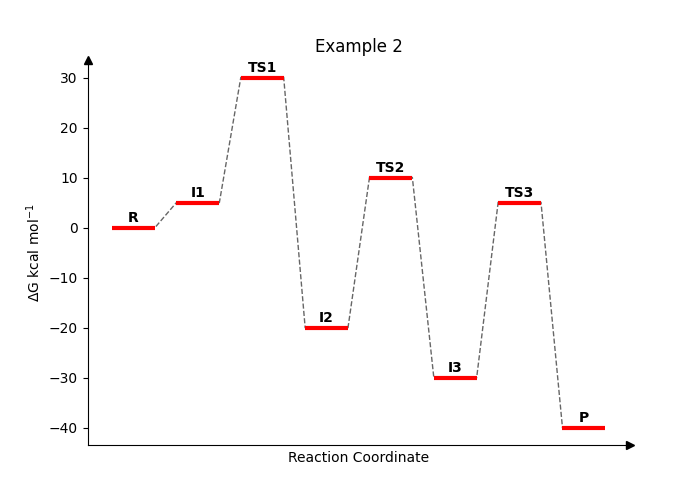 Example 2
TS1
30
20
TS2
10
I1
TS3
R
0
ΔG kcal mol⁻¹
−10
I2
−20
I3
−30
P
−40
Reaction Coordinate